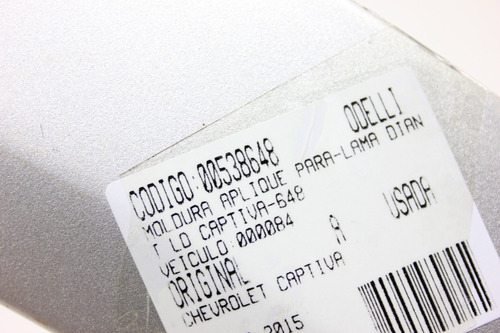 ODELLI
CODIGO:00538648
MOLDURA APLIQUE PARA-LAMA DIAN
T LD CAPTIVA-648
VEICULO:000084 A USADA
ORIGINAL
CHEVROLET CAPTIVA
2015